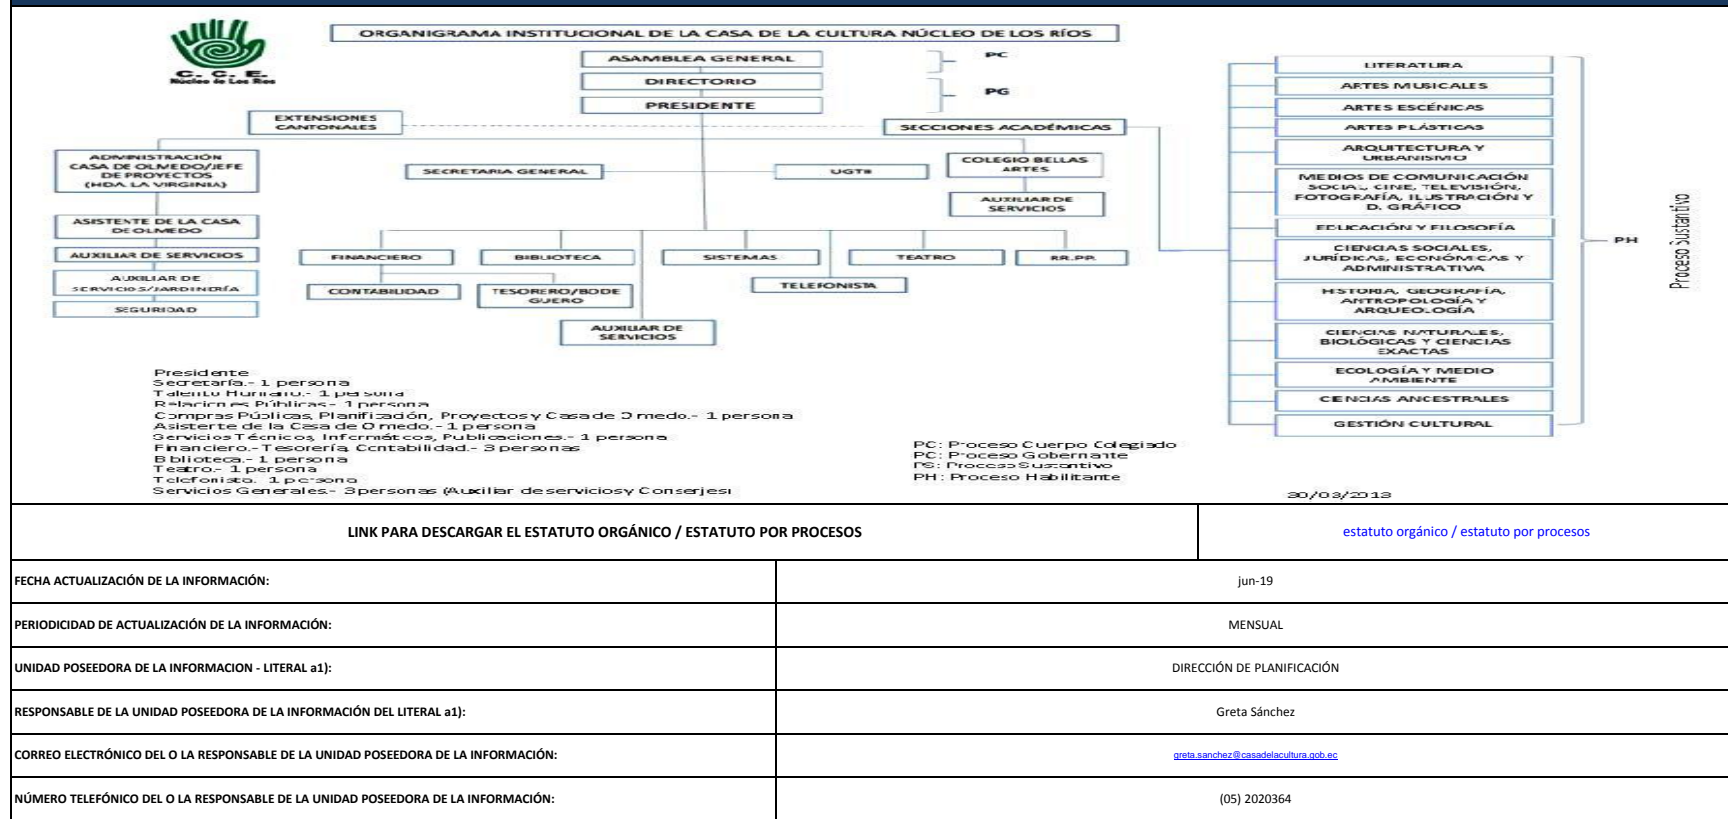 C. C. E.
Núcleo de Los Ríos
ORGANIGRAMA INSTITUCIONAL DE LA CASA DE LA CULTURA NÚCLEO DE LOS RÍOS
ASAMBLEA GENERAL
PC
DIRECTORIO
PG
PRESIDENTE
EXTENSIONES
CANTONALES
SECCIONES ACADÉMICAS
ADMINISTRACIÓN
CASA DE OLMEDO/JEFE
DE PROYECTOS
(HDA. LA VIRGINIA)
SECRETARIA GENERAL
COLEGIO BELLAS
ARTES
AUXILIAR DE
SERVICIOS
ASISTENTE DE LA CASA
DE OLMEDO
AUXILIAR DE SERVICIOS
AUXILIAR DE
SERVICIOS/JARDINERÍA
SEGURIDAD
FINANCIERO
BIBLIOTECA
SISTEMAS
TEATRO
RR.PP.
CONTABILIDAD
TESORERO/BODE
GUERO
TELEFONISTA
AUXILIAR DE
SERVICIOS
LITERATURA
ARTES MUSICALES
ARTES ESCÉNICAS
ARTES PLÁSTICAS
ARQUITECTURA Y
URBANISMO
MEDIOS DE COMUNICACIÓN
SOCIAL, CINE, TELEVISIÓN,
FOTOGRAFÍA, ILUSTRACIÓN Y
D. GRÁFICO
EDUCACIÓN Y FILOSOFÍA
CIENCIAS SOCIALES,
JURÍDICAS, ECONÓMICAS Y
ADMINISTRATIVA
HISTORIA, GEOGRAFÍA,
ANTROPOLOGÍA Y
ARQUEOLOGÍA
CIENCIAS NATURALES,
BIOLÓGICAS Y CIENCIAS
EXACTAS
ECOLOGÍA Y MEDIO
AMBIENTE
CIENCIAS ANCESTRALES
GESTIÓN CULTURAL
PH
Proceso Sustantivo
Presidente
Secretaría.- 1 persona
Talento Humano.- 1 persona
Relaciones Públicas.- 1 persona
Compras Públicas, Planificación, Proyectos y Casa de Olmedo.- 1 persona
Asistente de la Casa de Olmedo.- 1 persona
Servicios Técnicos, Informáticos, Publicaciones.- 1 persona
Financiero.- Tesorería, Contabilidad.- 3 personas
Biblioteca.- 1 persona
Teatro.- 1 persona
Telefonista. 1 persona
Servicios Generales.- 3 personas (Auxiliar de servicios y Conserjes)
PC: Proceso Cuerpo Colegiado
PC: Proceso Gobernante
PS: Proceso Sustantivo
PH: Proceso Habilitante
LINK PARA DESCARGAR EL ESTATUTO ORGÁNICO / ESTATUTO POR PROCESOS
estatuto orgánico / estatuto por procesos
FECHA ACTUALIZACIÓN DE LA INFORMACIÓN:
jun-19
PERIODICIDAD DE ACTUALIZACIÓN DE LA INFORMACIÓN:
MENSUAL
UNIDAD POSEEDORA DE LA INFORMACION - LITERAL a1):
DIRECCIÓN DE PLANIFICACIÓN
RESPONSABLE DE LA UNIDAD POSEEDORA DE LA INFORMACIÓN DEL LITERAL a1):
Greta Sánchez
CORREO ELECTRÓNICO DEL O LA RESPONSABLE DE LA UNIDAD POSEEDORA DE LA INFORMACIÓN:
greta.sanchez@casadelacultura.gob.ec
NÚMERO TELEFÓNICO DEL O LA RESPONSABLE DE LA UNIDAD POSEEDORA DE LA INFORMACIÓN:
(05) 2020364